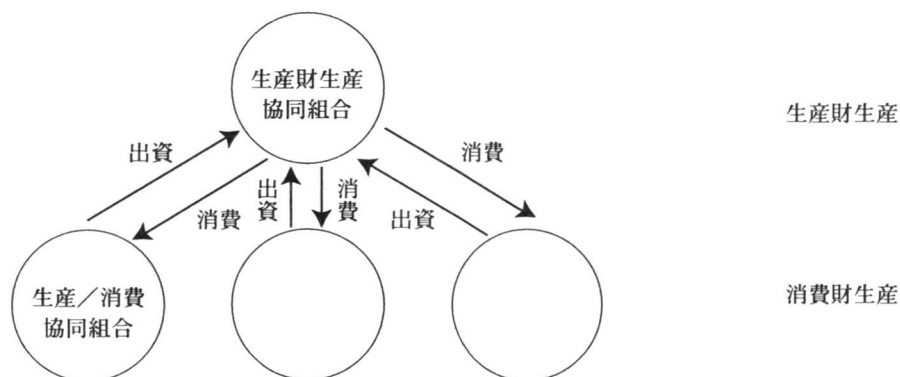 生産財生産
協同組合
生産財生産
出資
消費
出資
消費
消費
出資
生産／消費
協同組合
消費財生産